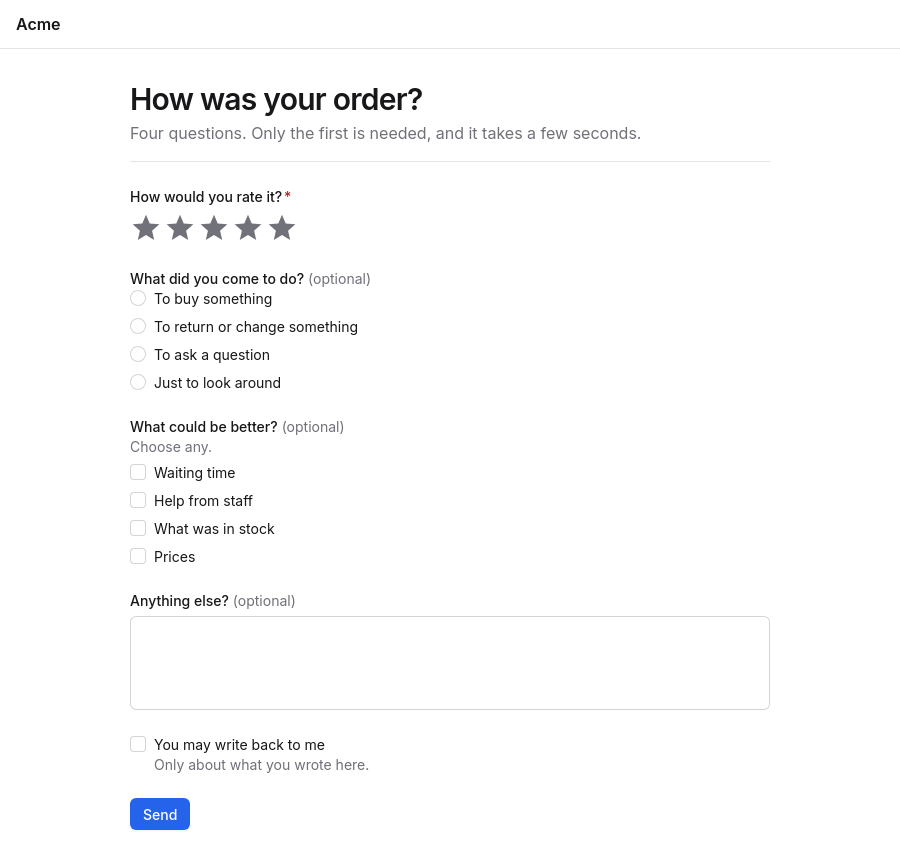 Acme
How was your order?
Four questions. Only the first is needed, and it takes a few seconds.
How would you rate it?*
What did you come to do? (optional)
To buy something
To return or change something
To ask a question
Just to look around
What could be better? (optional)
Choose any.
Waiting time
Help from staff
What was in stock
Prices
Anything else? (optional)
You may write back to me
Only about what you wrote here.
Send